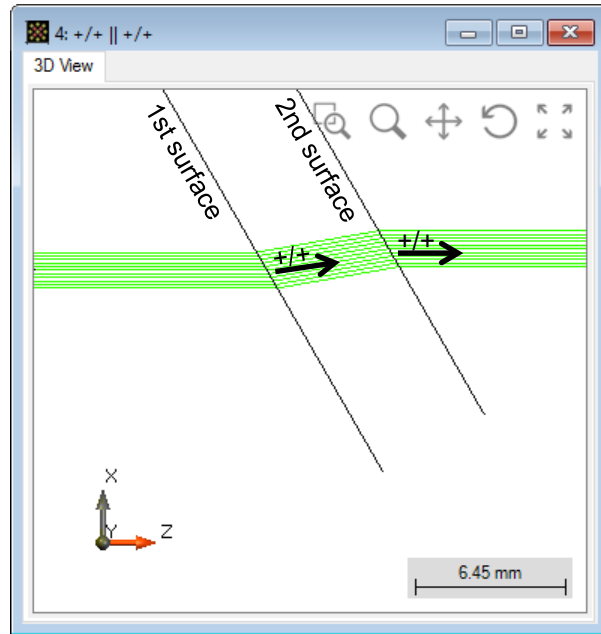 4: +/+ || +/+
3D View
1st surface
2nd surface
+/+
+/+
X
Y
Z
6.45 mm